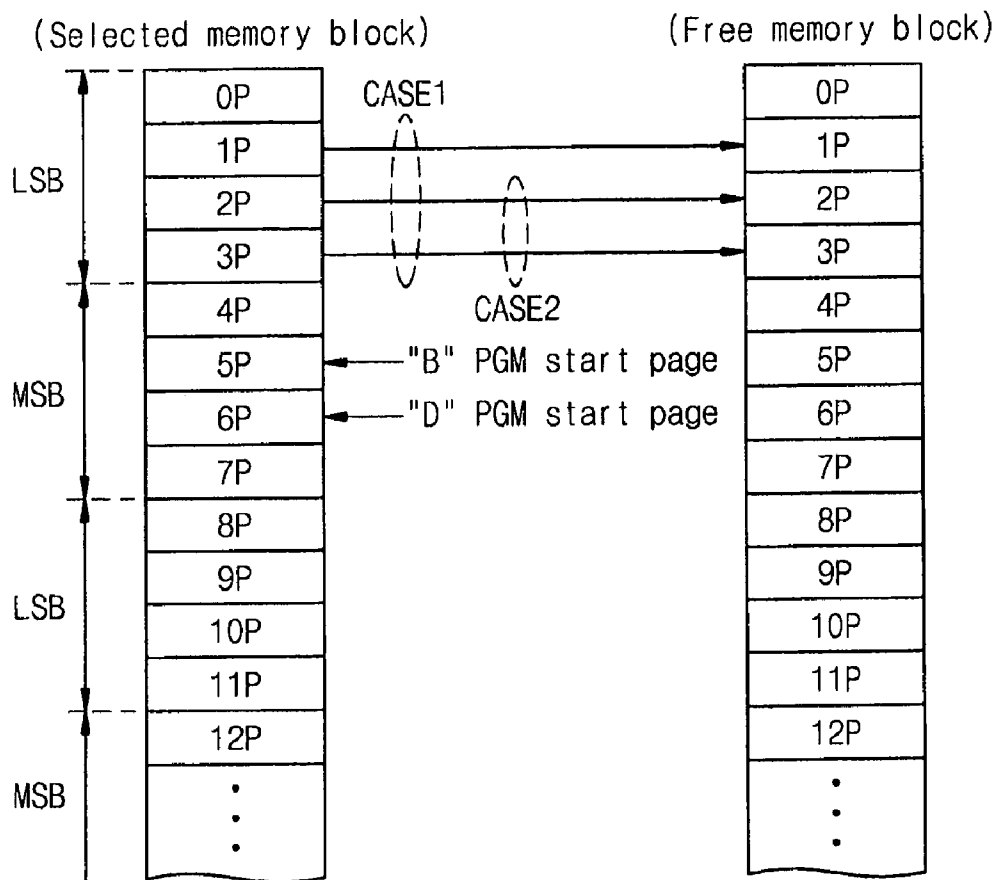 (Selected memory block)
(Free memory block)
LSB
MSB
LSB
MSB
0P
1P
2P
3P
4P
5P
6P
7P
8P
9P
10P
11P
12P
CASE1
CASE2
"B" PGM start page
"D" PGM start page
0P
1P
2P
3P
4P
5P
6P
7P
8P
9P
10P
11P
12P